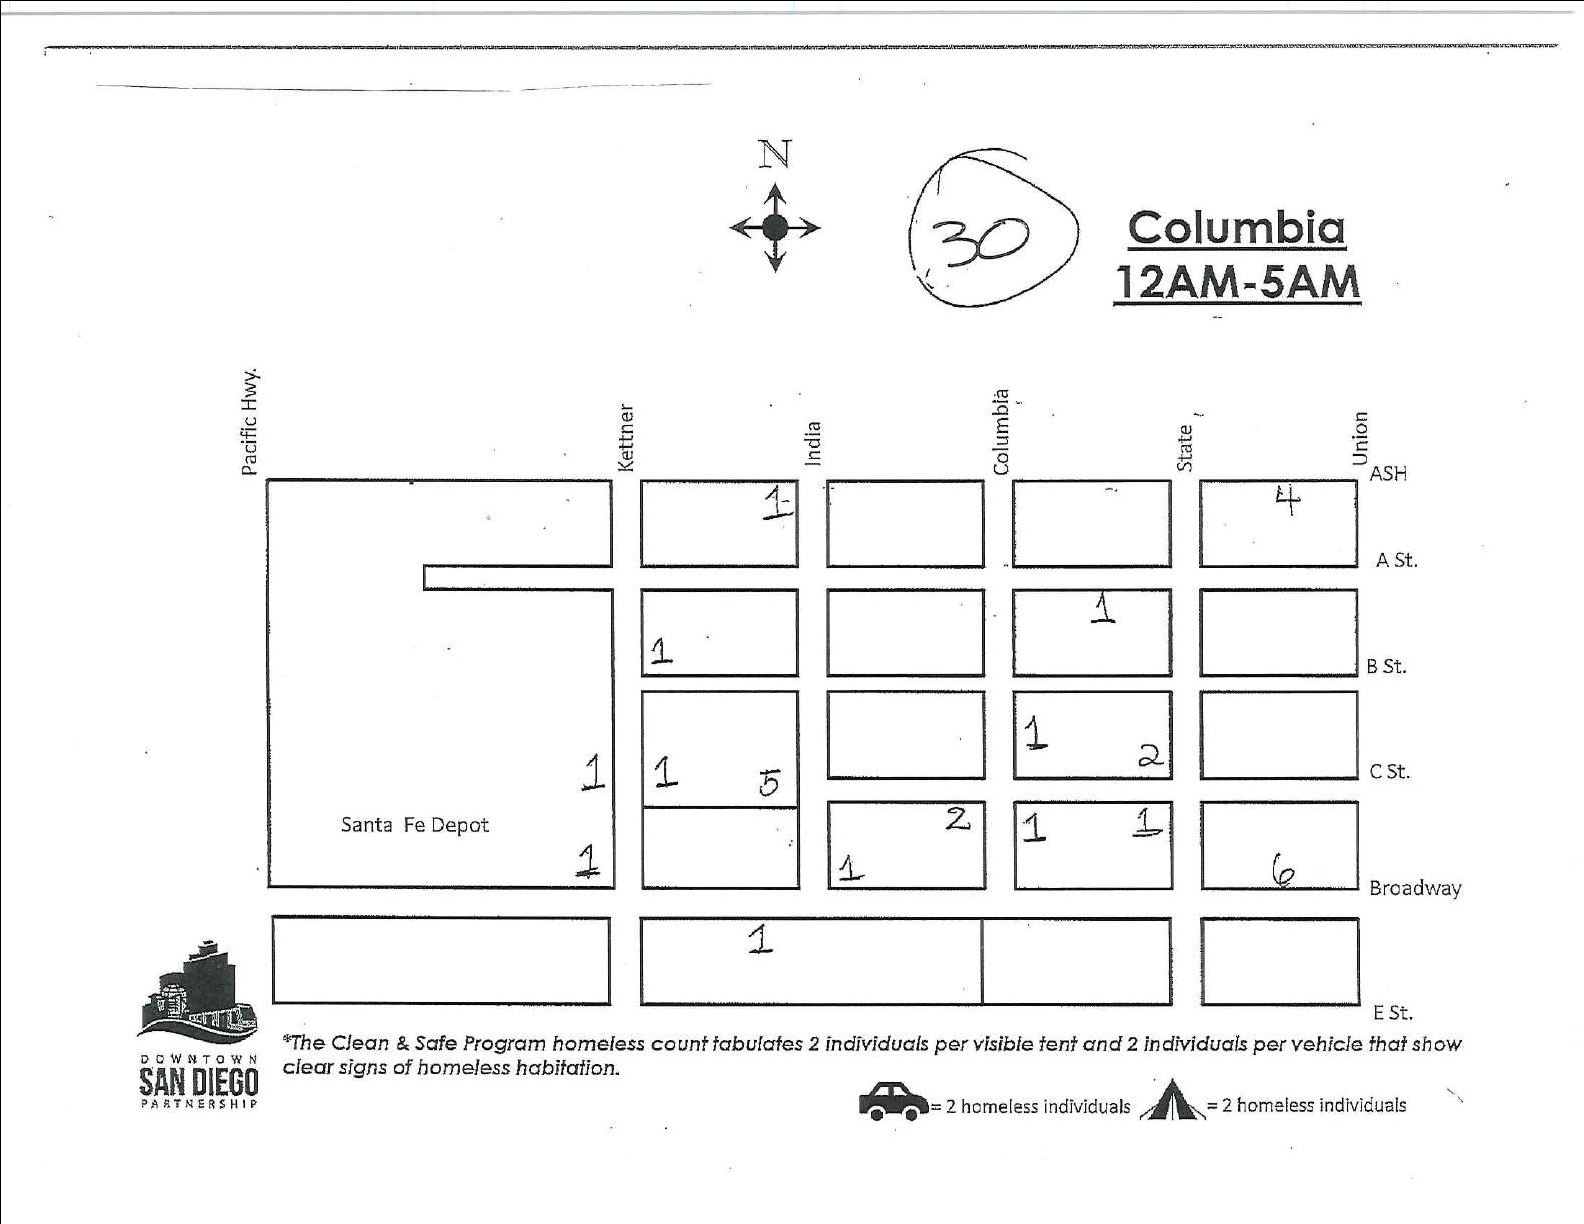 N
30
Columbia
12AM-5AM
Pacific Hwy.
Kettner
India
Columbia
State
Union
ASH
1
4
A St.
1
1
B St.
1
2
1
1 5
C St.
Santa Fe Depot
2
1
1
1
1
6
Broadway
1
E St.
*The Clean & Safe Program homeless count tabulates 2 individuals per visible tent and 2 individuals per vehicle that show
clear signs of homeless habitation.
DOWNTOWN
SAN DIEGO
PARTNERSHIP
= 2 homeless individuals
= 2 homeless individuals